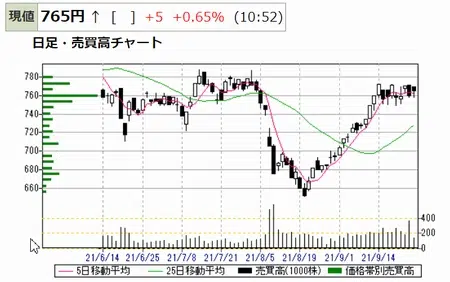 現値 765円 ↑ [ ] +5 +0.65% (10:52)
日足・売買高チャート
780
760
740
720
700
680
660
400
200
0
21/6/14 21/6/25 21/7/8 21/7/21 21/8/5 21/8/19 21/9/1 21/9/14
5日移動平均 25日移動平均 売買高(1000株) 価格帯別売買高